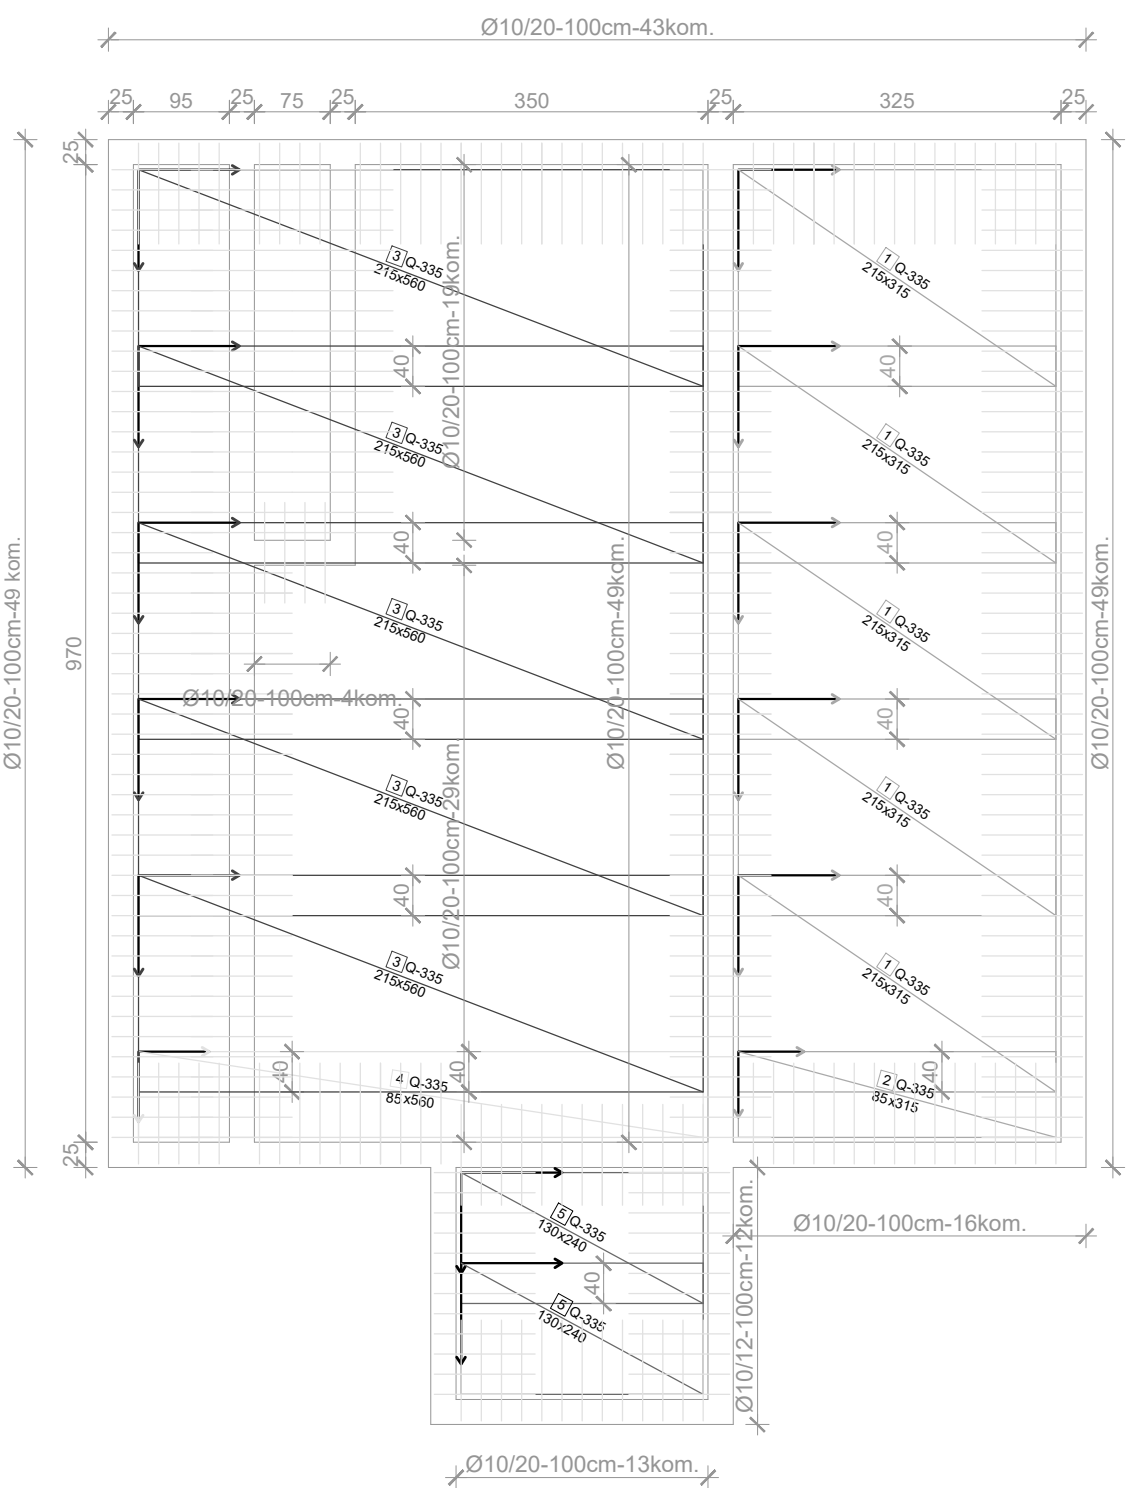 Ø10/20-100cm-43kom.
25 95 25 75 25 350 25 325 25
25
3 Q-335
215x560
1 Q-335
215x315
Ø10/20-100cm-19kom.
40
40
3 Q-335
215x560
1 Q-335
215x315
40
40
Ø10/20-100cm-49 kom.
Ø10/20-100cm-49kom.
Ø10/20-100cm-49kom.
3 Q-335
215x560
1 Q-335
215x315
970
Ø10/20-100cm-4kom.
40
40
3 Q-335
215x560
1 Q-335
215x315
Ø10/20-100cm-29kom.
40
40
3 Q-335
215x560
1 Q-335
215x315
40
40
40
4 Q-335
85x560
2 Q-335
85x315
25
5 Q-335
130x240
Ø10/20-100cm-16kom.
40
5 Q-335
130x240
Ø10/12-100cm-12kom.
Ø10/20-100cm-13kom.